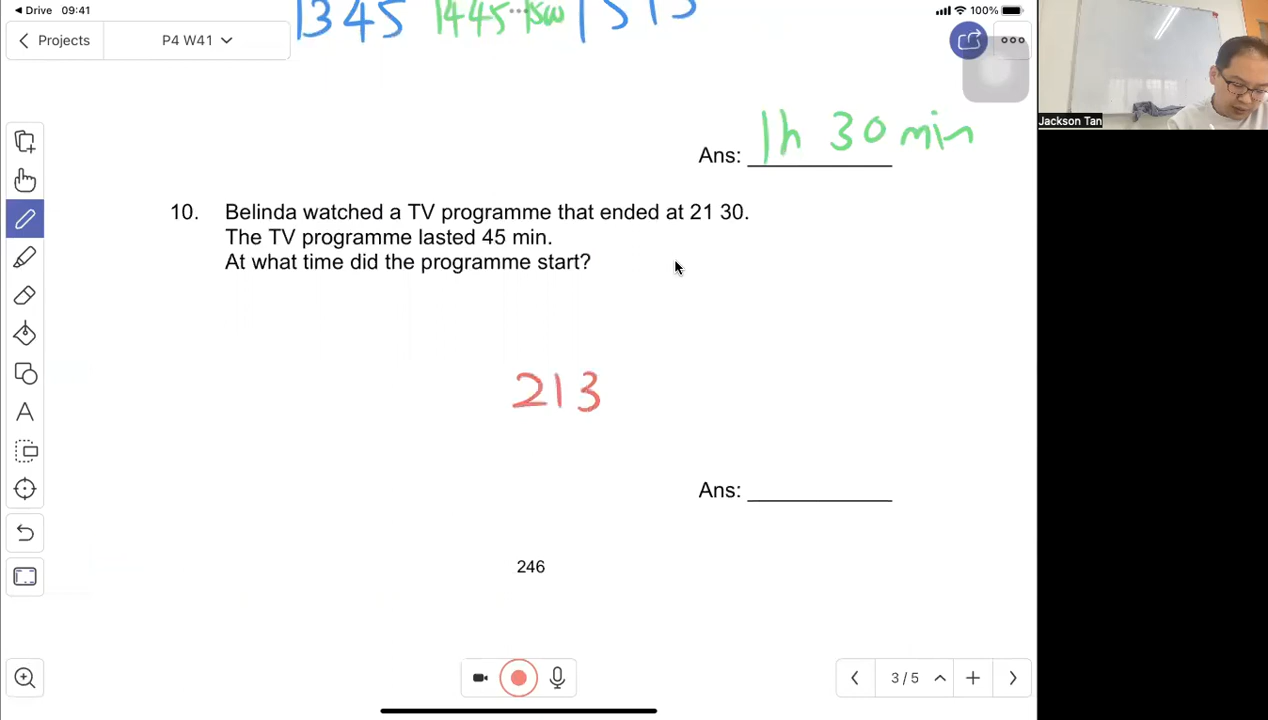 Drive 09:41
100%
1345 1445 1500 1515
Projects
P4 W41
Jackson Tan
Ans: 1h 30 min
10. Belinda watched a TV programme that ended at 21 30.
The TV programme lasted 45 min.
At what time did the programme start?
213
A
Ans:
246
3 / 5